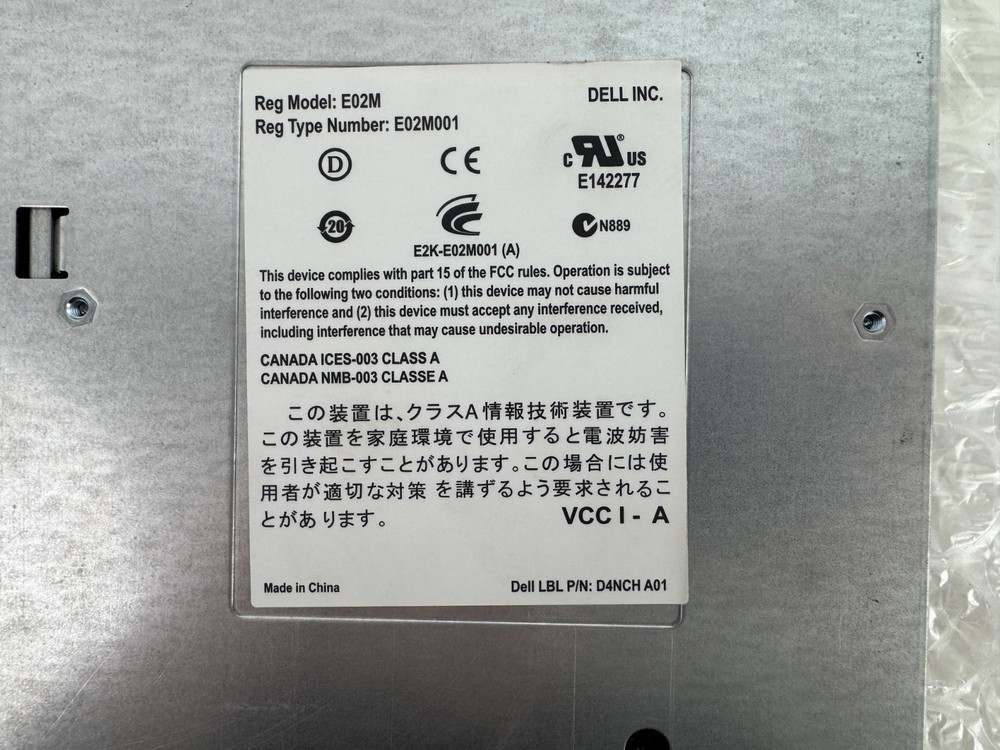 Reg Model: E02M
DELL INC.
Reg Type Number: E02M001
D
CE
c RU ® US
E142277
20
N889
E2K-E02M001 (A)
This device complies with part 15 of the FCC rules. Operation is subject
to the following two conditions: (1) this device may not cause harmful
interference and (2) this device must accept any interference received,
including interference that may cause undesirable operation.
CANADA ICES-003 CLASS A
CANADA NMB-003 CLASSE A
この装置は、クラスA情報技術装置です。
この装置を家庭環境で使用すると電波妨害
を引き起こすことがあります。この場合には使
用者が適切な対策 を講ずるよう要求されるこ
とがあります。
VCC I - A
Made in China
Dell LBL P/N: D4NCH A01